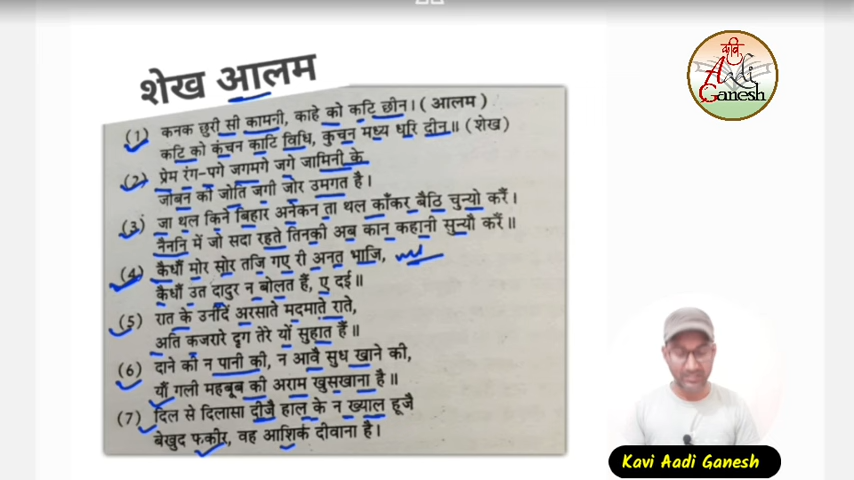 शेख आलम
(1) कनक छुरी सी कामनी, काहे को कटि छीन। (आलम)
कटि को कंचन काटि विधि, कुचन मध्य धरि दीन॥ (शेख)
(2) प्रेम रंग-पगे जगमगे जगे जामिनी के
जोबन की जोति जगी जोर उमगत है।
(3) जा थल किने बिहार अनेकन ता थल काँकर बैठि चुन्यो करैं।
नैननि में जो सदा रहते तिनकी अब कान कहानी सुन्यौ करैं॥
(4) कैधौं मोर सोर तजि गए री अनत भाजि,
कैधौं उत दादुर न बोलत हैं, ए दई॥
(5) रात के उनींदें अरसाते मदमाते राते,
अति कजरारे दृग तेरे यों सुहात हैं॥
(6) दाने की न पानी की, न आवै सुध खाने की,
याँ गली महबूब की अराम खुसखाना है॥
(7) दिल से दिलासा दीजै हाल के न ख्याल हूजै
बेखुद फकीर, वह आशिक दीवाना है।
कवि
Aadi
Ganesh
Kavi Aadi Ganesh